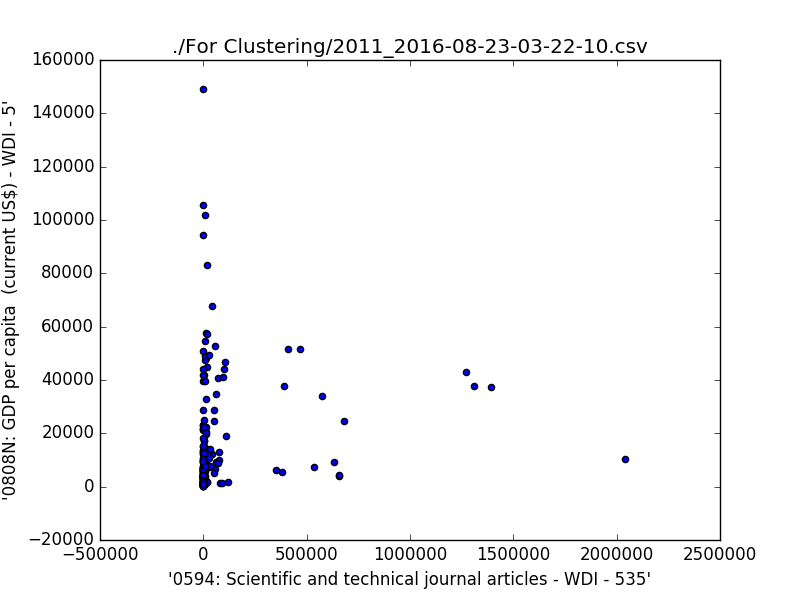 ./For Clustering/2011_2016-08-23-03-22-10.csv
160000
140000
120000
100000
80000
60000
40000
20000
0
−20000
'0808N: GDP per capita  (current US$) - WDI - 5'
−500000 0 500000 1000000 1500000 2000000 2500000
'0594: Scientific and technical journal articles - WDI - 535'